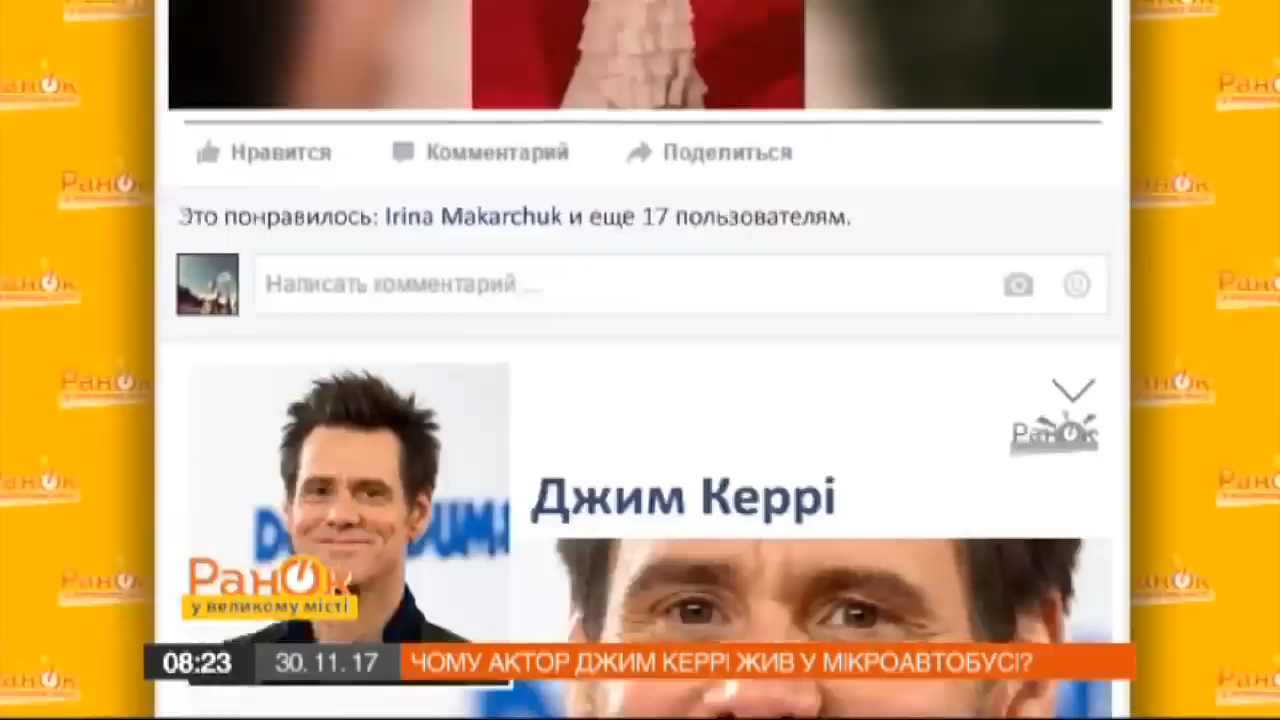 Нравится Комментарий Поделиться
Это понравилось: Irina Makarchuk и еще 17 пользователям.
Написать комментарий ...
Ранок
Джим Керрі
Ранок
у великому місті
08:23 30.11.17 ЧОМУ АКТОР ДЖИМ КЕРРІ ЖИВ У МІКРОАВТОБУСІ?